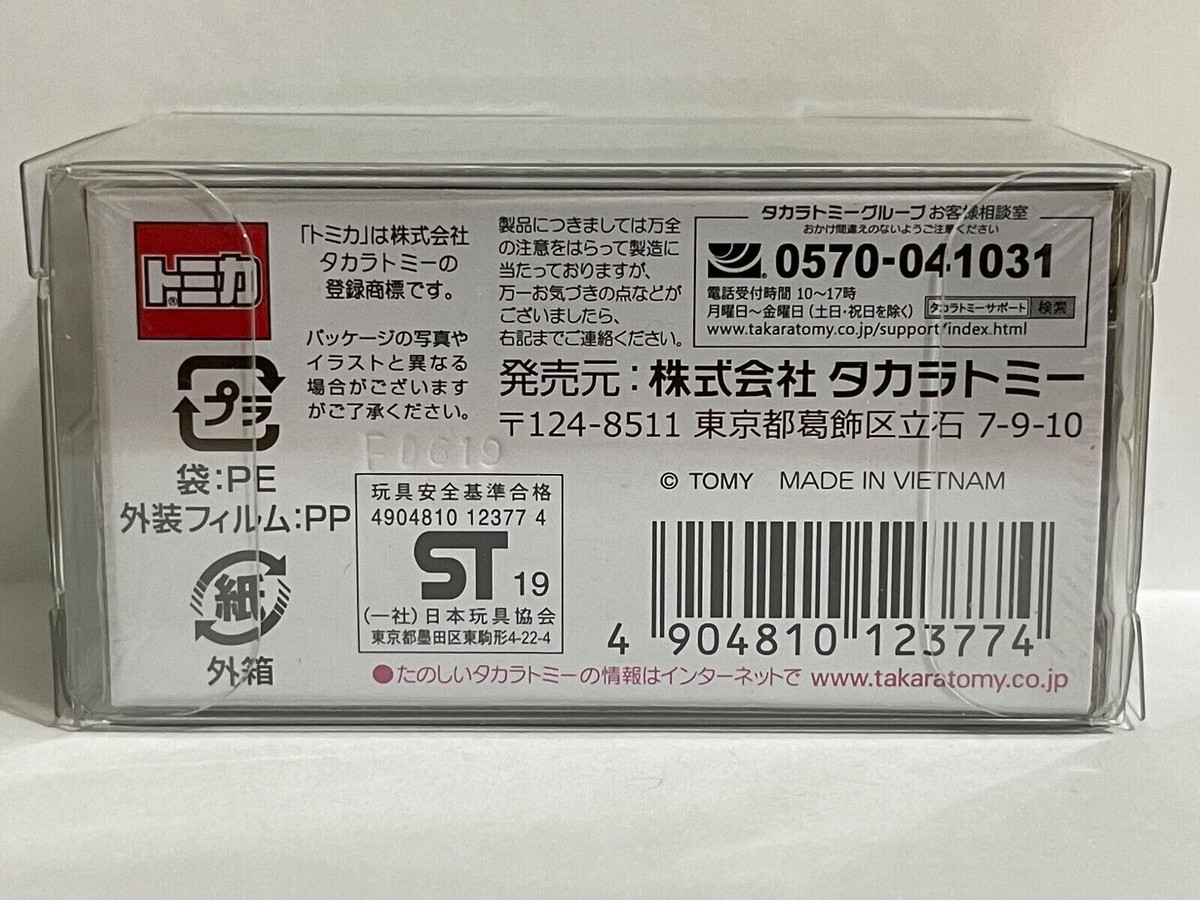 トミカ®
「トミカ」は株式会社
タカラトミーの
登録商標です。
パッケージの写真や
イラストと異なる
場合がございます
がご了承ください。
製品につきましては万全
の注意をはらって製造に
当たっておりますが、
万一お気づきの点などが
ございましたら、
右記までご連絡ください。
タカラトミーグループ お客様相談室
おかけ間違えのないようご注意ください
0570-041031
電話受付時間 10〜17時
月曜日〜金曜日 (土日・祝日を除く) タカラトミーサポート 検索
www.takaratomy.co.jp/support/index.html
発売元:株式会社 タカラトミー
〒124-8511 東京都葛飾区立石 7-9-10
プラ
袋:PE
外装フィルム:PP
紙
外箱
F0619
玩具安全基準合格
4904810 12377 4
ST 19
(一社)日本玩具協会
東京都墨田区東駒形4-22-4
© TOMY MADE IN VIETNAM
4 904810 123774
●たのしいタカラトミーの情報はインターネットで www.takaratomy.co.jp